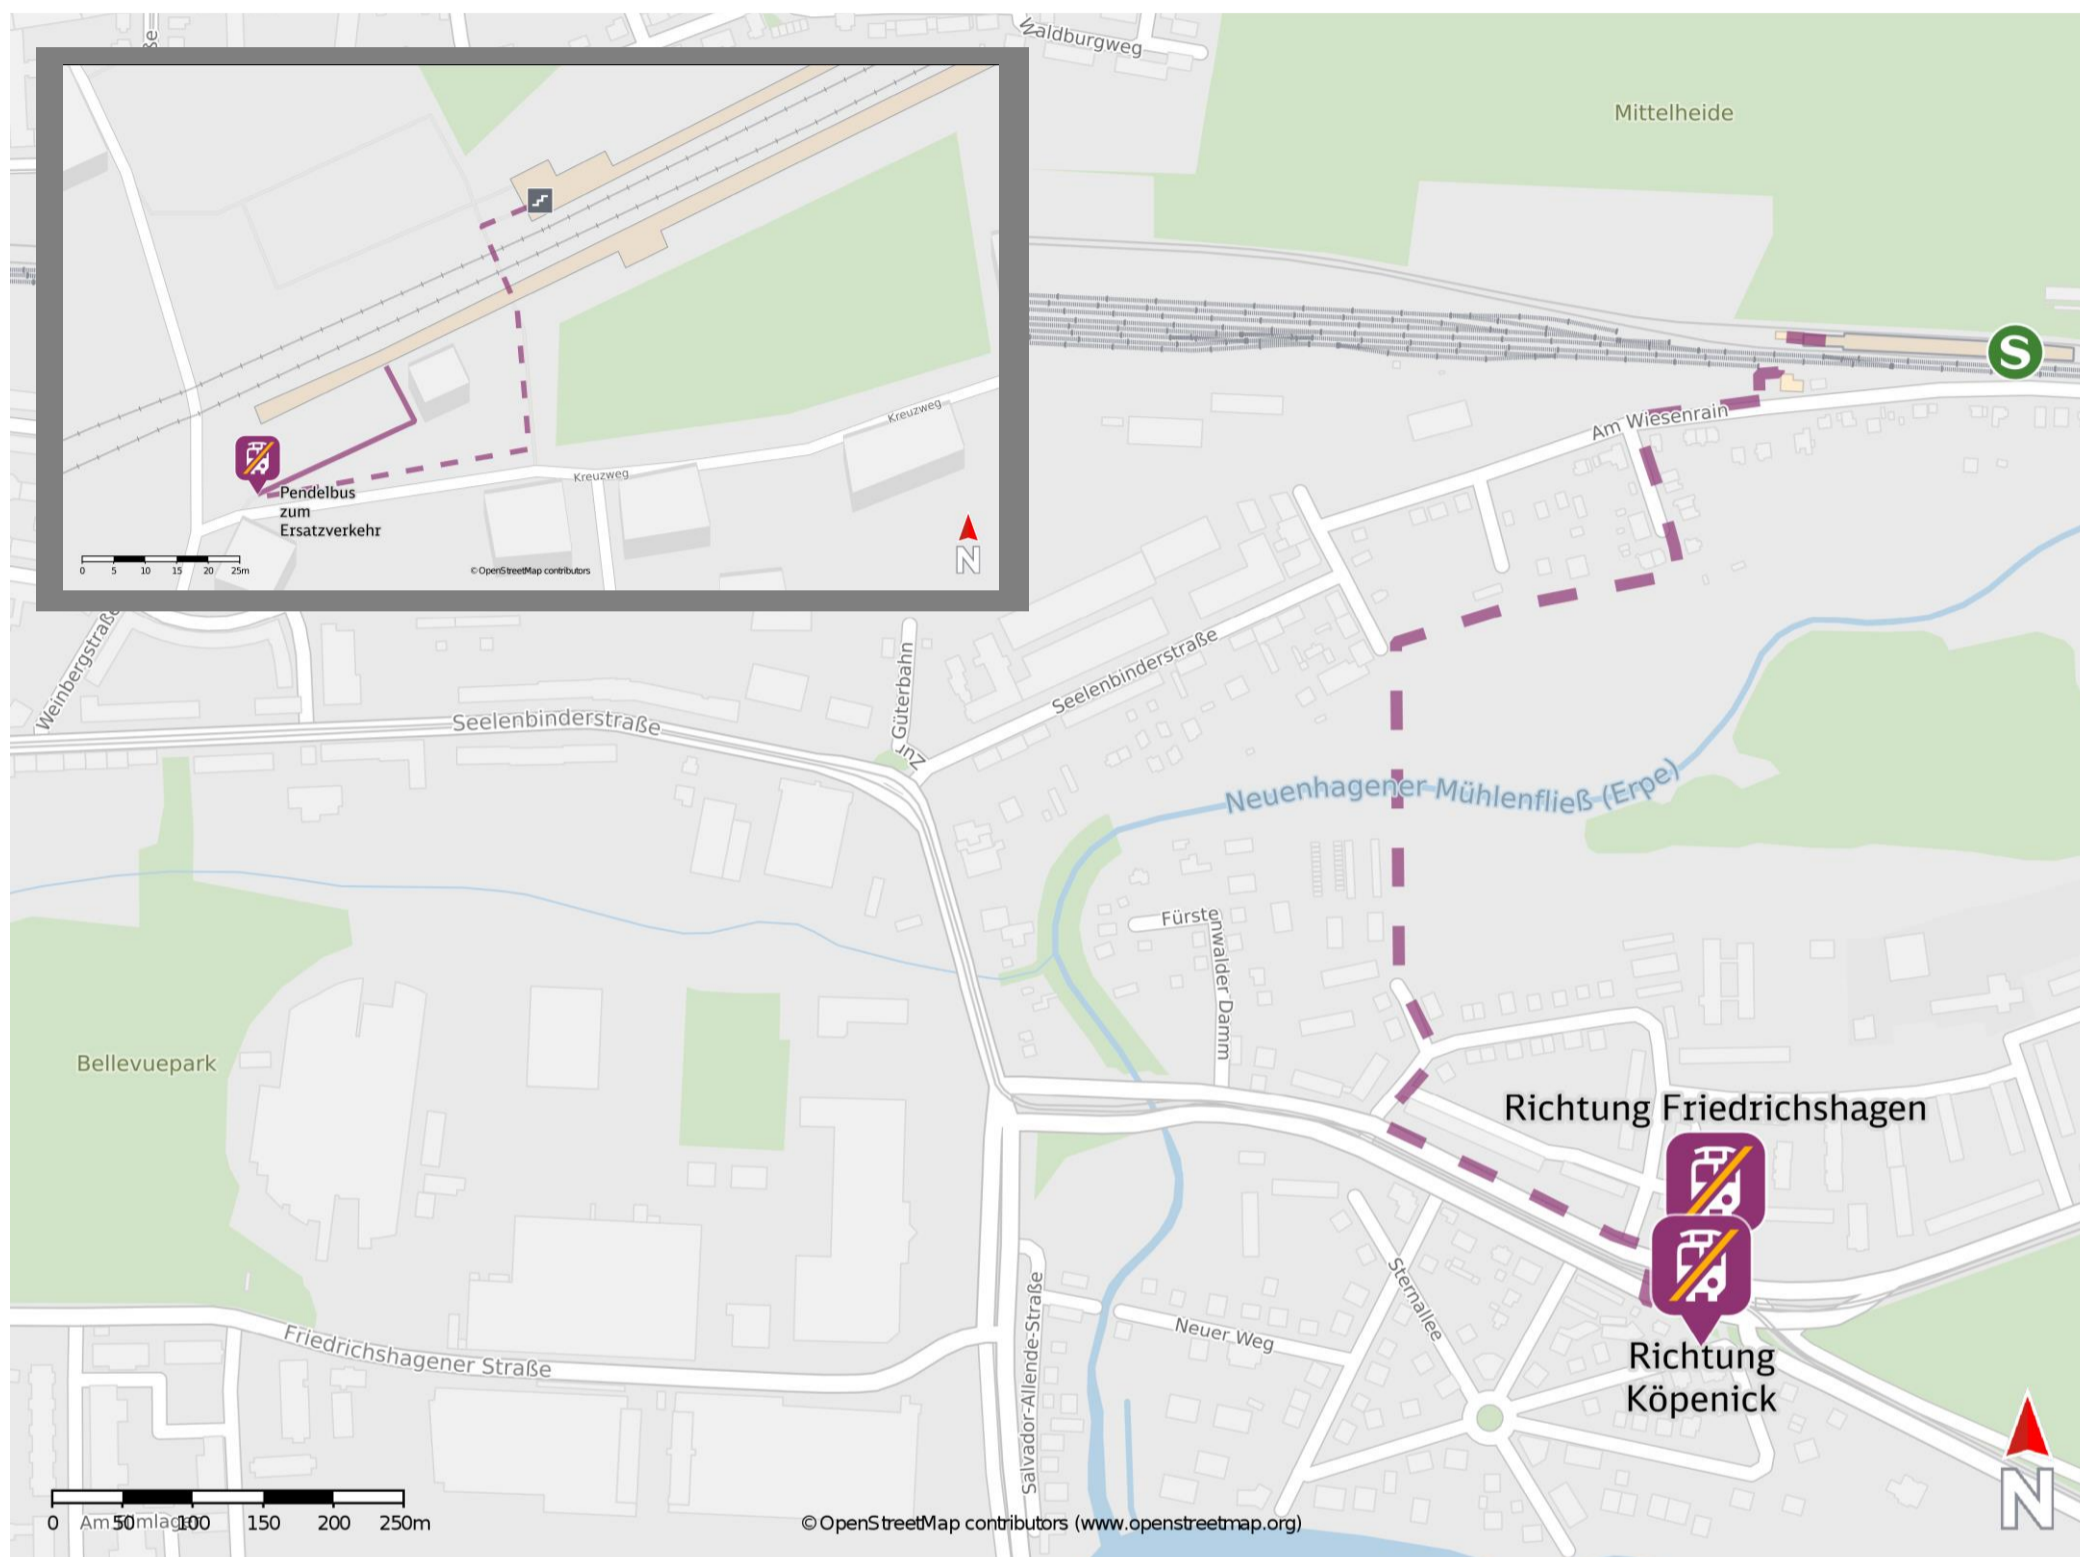 Waldburgweg
Mittelheide
Kreuzweg
Kreuzweg
Pendelbus
zum
Ersatzverkehr
0 5 10 15 20 25m
© OpenStreetMap contributors
N
S
Am Wiesenrain
Weinbergstraße
Seelenbinderstraße
Zur Güterbahn
Seelenbinderstraße
Neuenhagener Mühlenfließ (Erpe)
Fürstenwalder Damm
Bellevuepark
Richtung Friedrichshagen
Richtung
Köpenick
Sternallee
Neuer Weg
Salvador-Allende-Straße
Friedrichshagener Straße
0 50 100 150 200 250m
© OpenStreetMap contributors (www.openstreetmap.org)
N